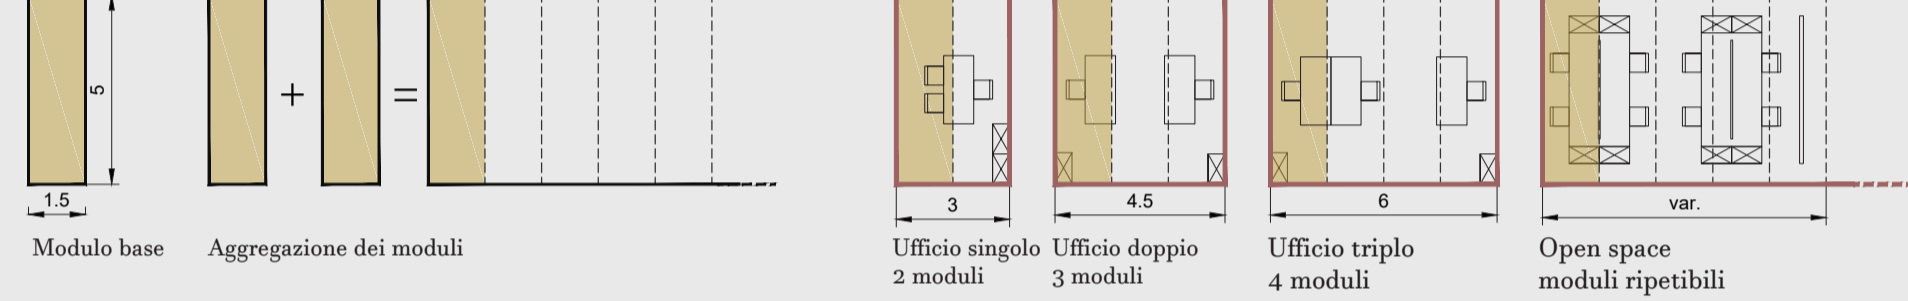 5
+
=
1.5
3
4.5
6
var.
Modulo base
Aggregazione dei moduli
Ufficio singolo
2 moduli
Ufficio doppio
3 moduli
Ufficio triplo
4 moduli
Open space
moduli ripetibili